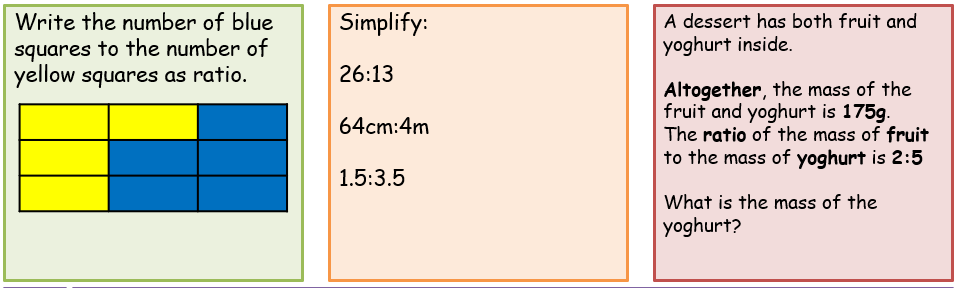 Write the number of blue
squares to the number of
yellow squares as ratio.
Simplify:
26:13
64cm:4m
1.5:3.5
A dessert has both fruit and
yoghurt inside.
Altogether, the mass of the
fruit and yoghurt is 175g.
The ratio of the mass of fruit
to the mass of yoghurt is 2:5
What is the mass of the
yoghurt?